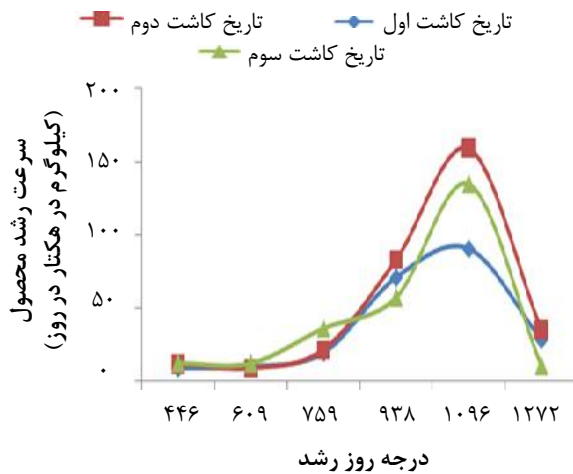 تاریخ کاشت اول
تاریخ کاشت دوم
تاریخ کاشت سوم
سرعت رشد محصول
(کیلوگرم در هکتار در روز)
۲۰۰
۱۵۰
۱۰۰
۵۰
۰
۴۴۶ ۶۰۹ ۷۵۹ ۹۳۸ ۱۰۹۶ ۱۲۷۲
درجه روز رشد